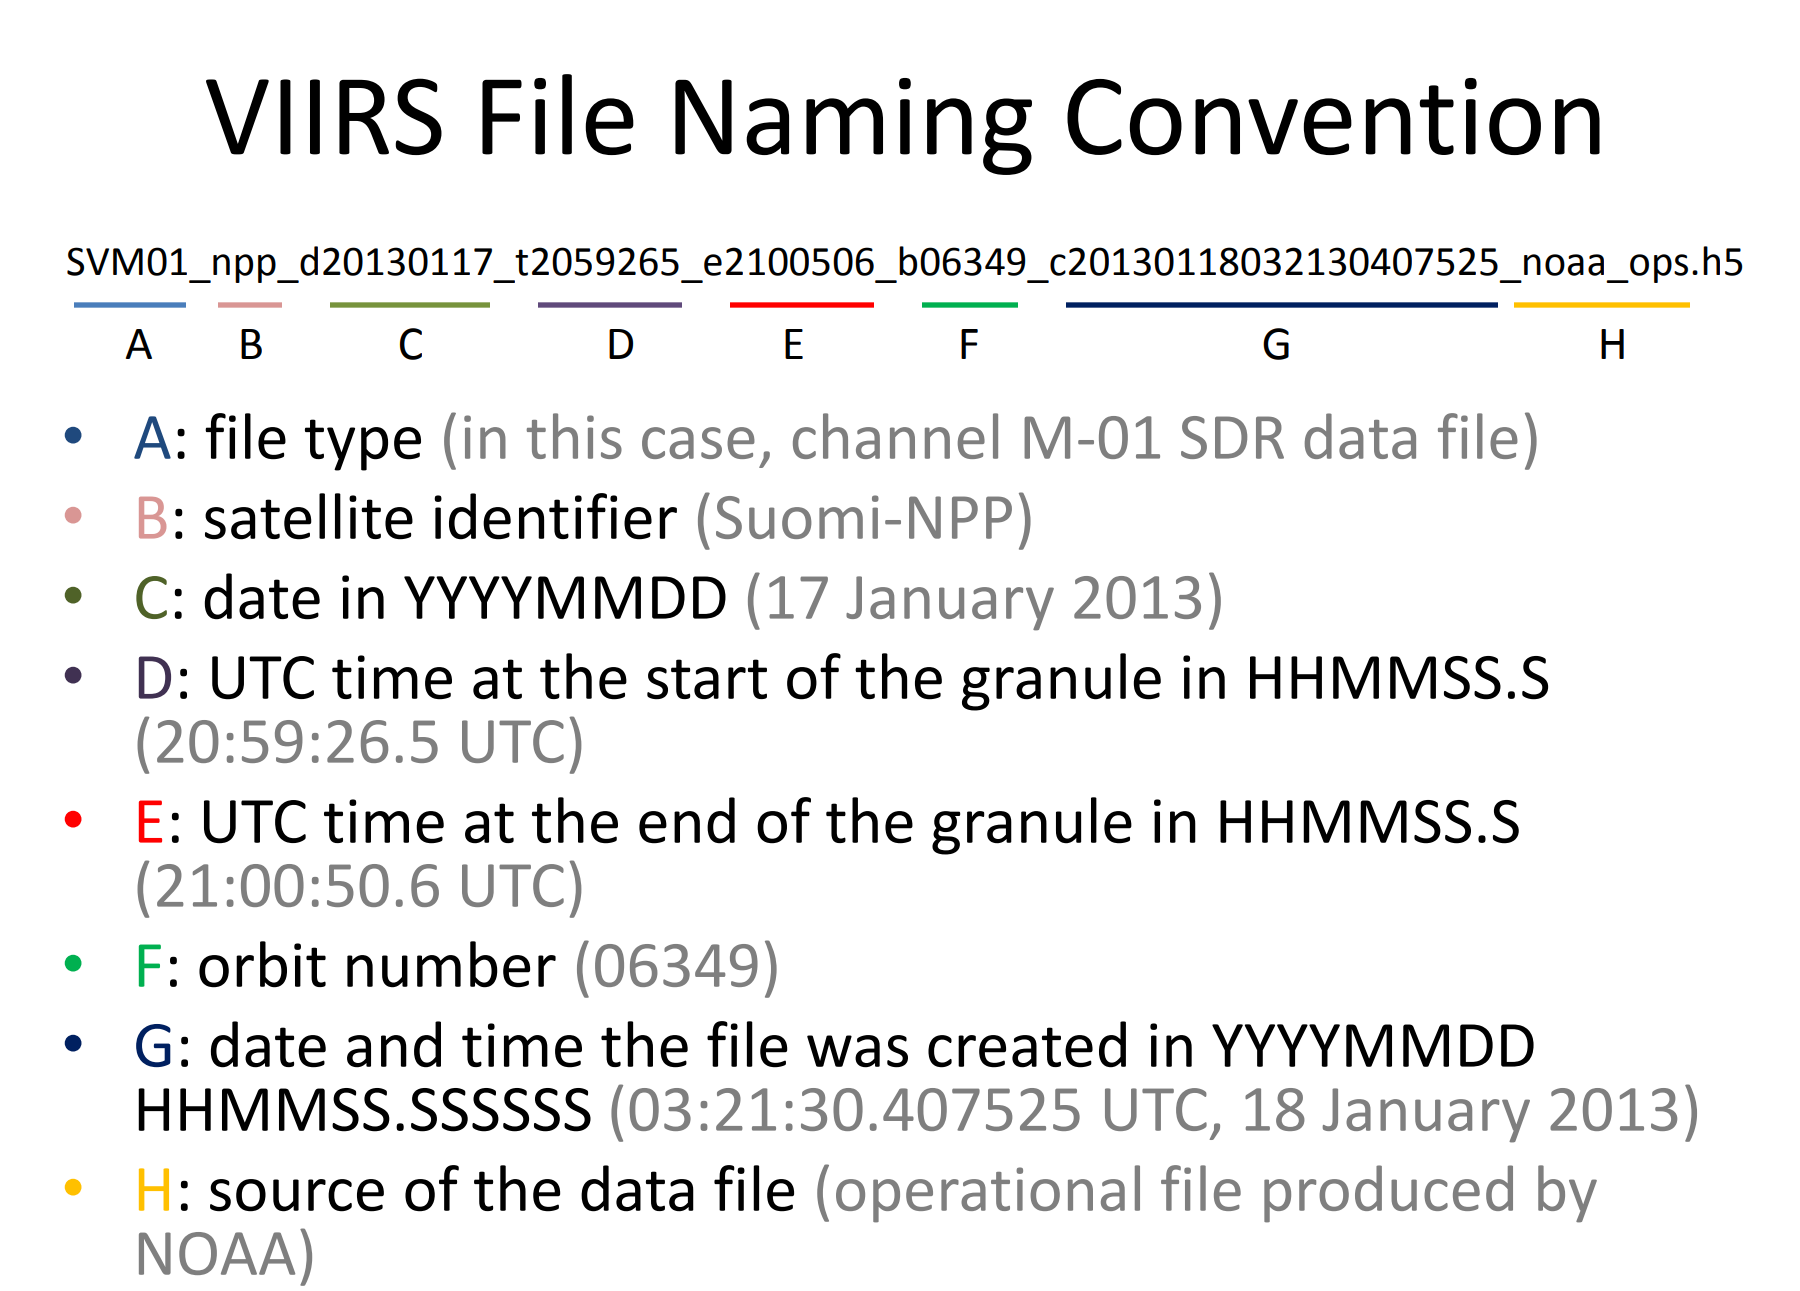 VIIRS File Naming Convention
SVM01_npp_d20130117_t2059265_e2100506_b06349_c20130118032130407525_noaa_ops.h5
A B C D E F G H
• A: file type (in this case, channel M-01 SDR data file)
• B: satellite identifier (Suomi-NPP)
• C: date in YYYYMMDD (17 January 2013)
• D: UTC time at the start of the granule in HHMMSS.S
(20:59:26.5 UTC)
• E: UTC time at the end of the granule in HHMMSS.S
(21:00:50.6 UTC)
• F: orbit number (06349)
• G: date and time the file was created in YYYYMMDD
HHMMSS.SSSSSS (03:21:30.407525 UTC, 18 January 2013)
• H: source of the data file (operational file produced by
NOAA)